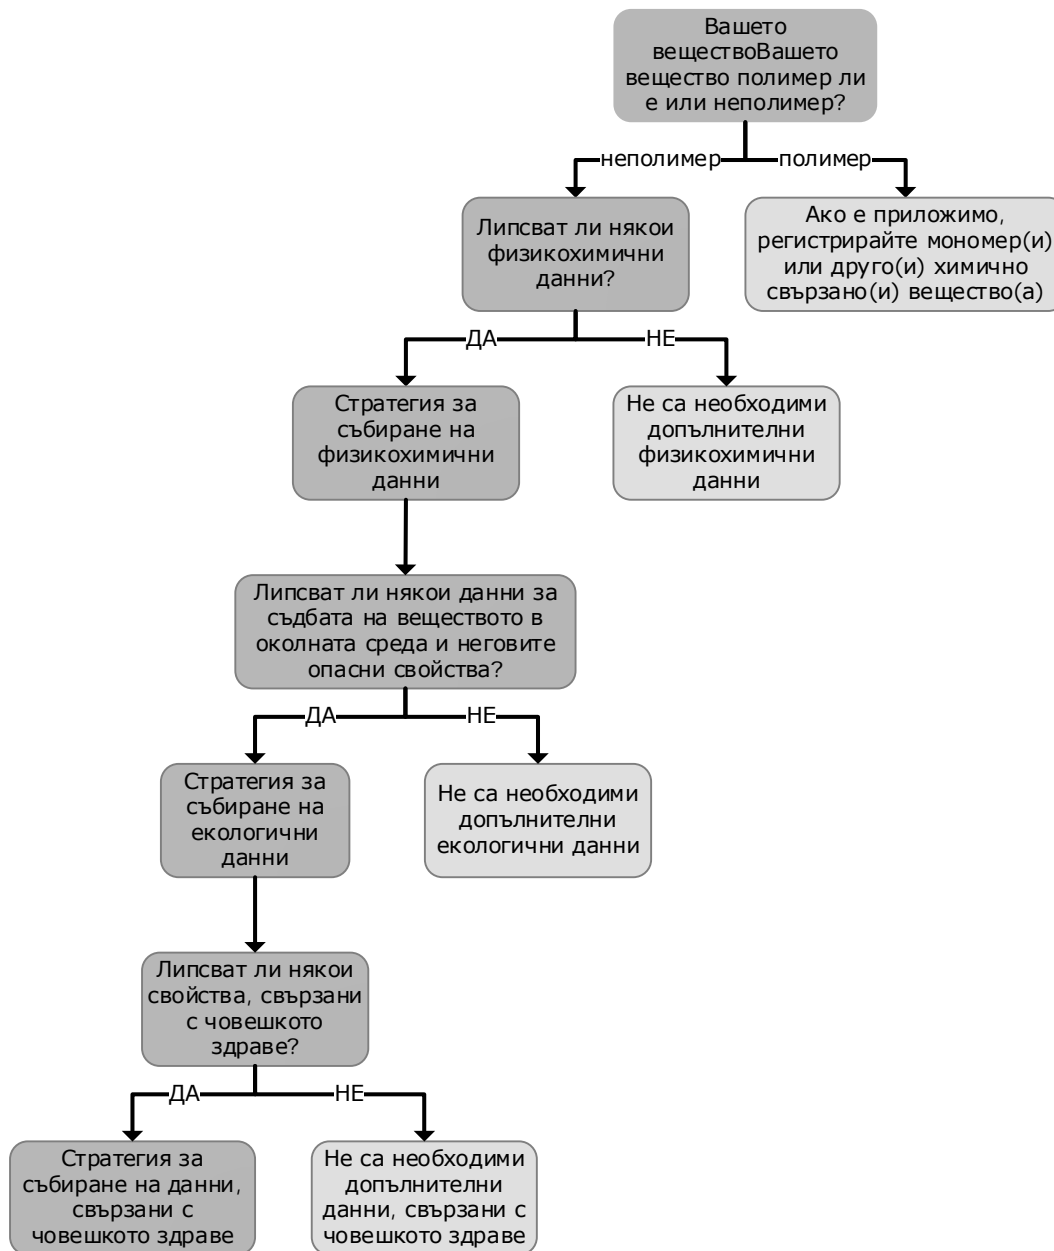 Вашето
веществоВашето
вещество полимер ли
е или неполимер?
неполимер
полимер
Липсват ли някои
физикохимични
данни?
Ако е приложимо,
регистрирайте мономер(и)
или друго(и) химично
свързано(и) вещество(а)
ДА
НЕ
Стратегия за
събиране на
физикохимични
данни
Не са необходими
допълнителни
физикохимични
данни
Липсват ли някои данни за
съдбата на веществото в
околната среда и неговите
опасни свойства?
ДА
НЕ
Стратегия за
събиране на
екологични
данни
Не са необходими
допълнителни
екологични данни
Липсват ли някои
свойства, свързани
с човешкото
здраве?
ДА
НЕ
Стратегия за
събиране на данни,
свързани с
човешкото здраве
Не са необходими
допълнителни
данни, свързани с
човешкото здраве